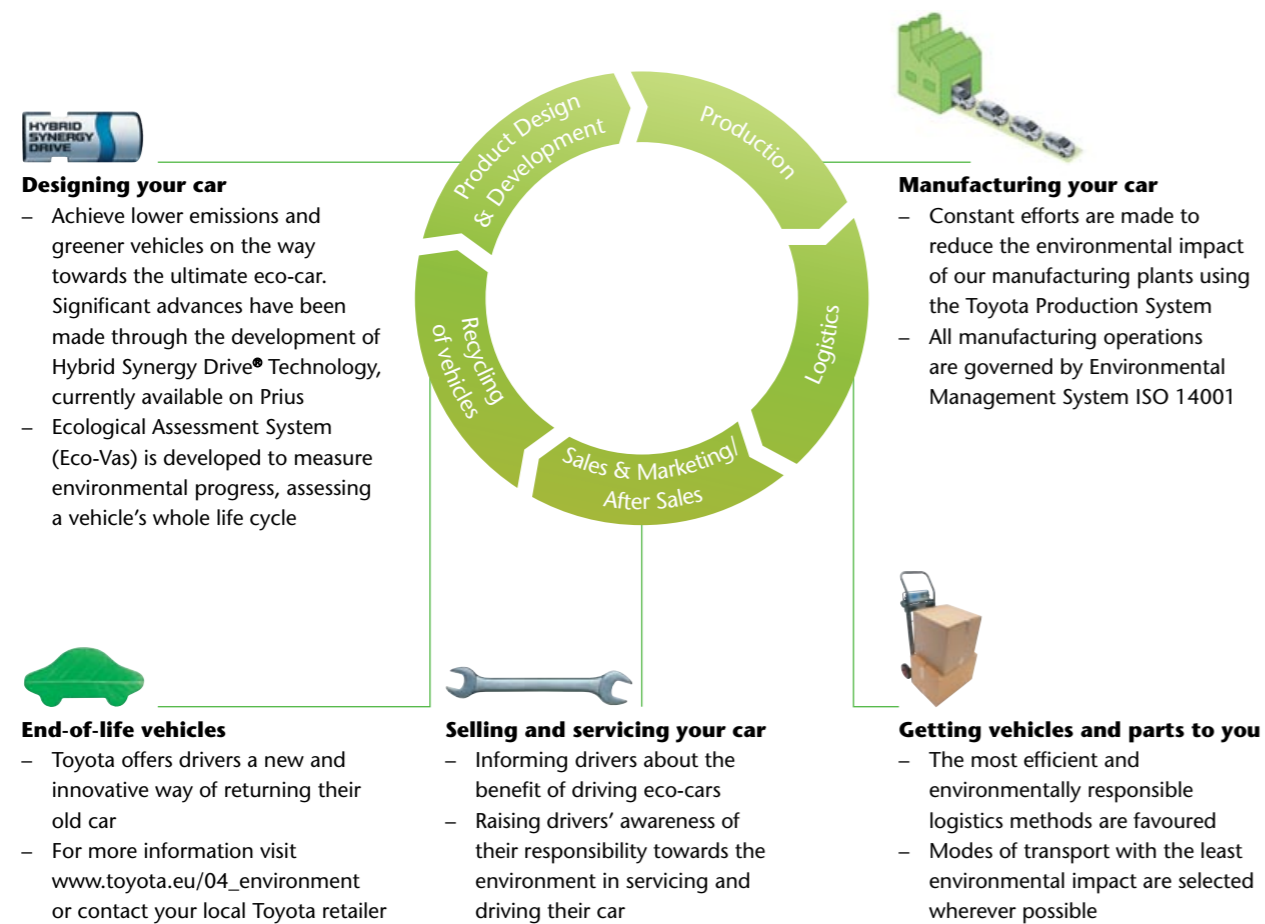 HYBRID
SYNERGY
DRIVE
Designing your car
– Achieve lower emissions and
greener vehicles on the way
towards the ultimate eco-car.
Significant advances have been
made through the development of
Hybrid Synergy Drive® Technology,
currently available on Prius
– Ecological Assessment System
(Eco-Vas) is developed to measure
environmental progress, assessing
a vehicle’s whole life cycle
Product Design
& Development
Production
Logistics
Sales & Marketing/
After Sales
Recycling
of vehicles
Manufacturing your car
– Constant efforts are made to
reduce the environmental impact
of our manufacturing plants using
the Toyota Production System
– All manufacturing operations
are governed by Environmental
Management System ISO 14001
End-of-life vehicles
– Toyota offers drivers a new and
innovative way of returning their
old car
– For more information visit
www.toyota.eu/04_environment
or contact your local Toyota retailer
Selling and servicing your car
– Informing drivers about the
benefit of driving eco-cars
– Raising drivers’ awareness of
their responsibility towards the
environment in servicing and
driving their car
Getting vehicles and parts to you
– The most efficient and
environmentally responsible
logistics methods are favoured
– Modes of transport with the least
environmental impact are selected
wherever possible